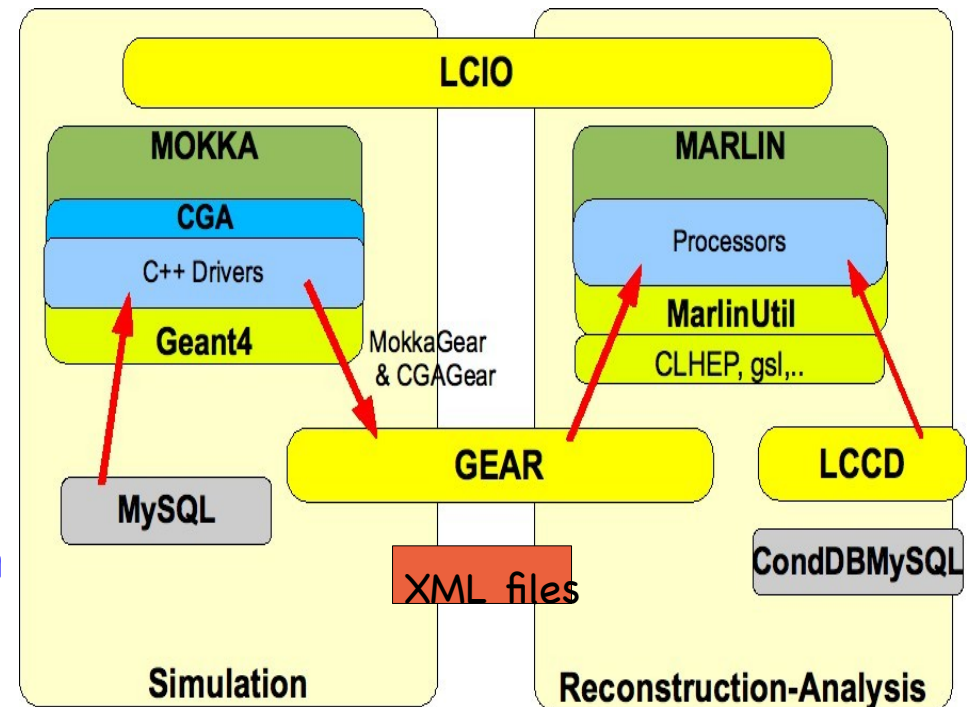 LCIO
MOKKA
CGA
C++ Drivers
Geant4
MokkaGear
& CGAGear
MARLIN
Processors
MarlinUtil
CLHEP, gsl,..
GEAR
LCCD
MySQL
CondDBMySQL
XML files
Simulation
Reconstruction-Analysis